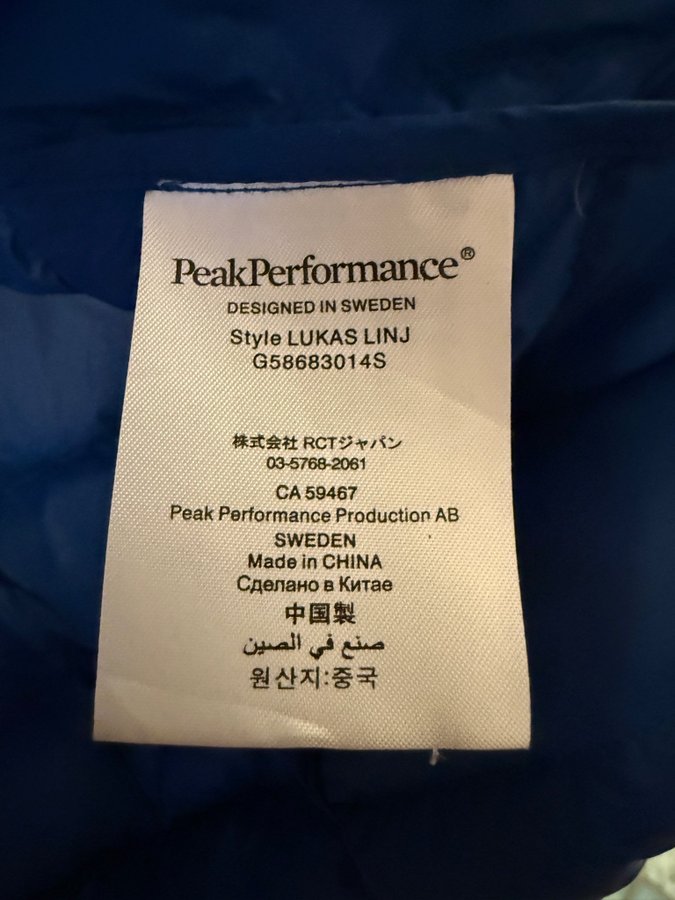 PeakPerformance®
DESIGNED IN SWEDEN
Style LUKAS LINJ
G58683014S
株式会社 RCTジャパン
03-5768-2061
CA 59467
Peak Performance Production AB
SWEDEN
Made in CHINA
Сделано в Китае
中国製
صنع في الصين
원산지:중국